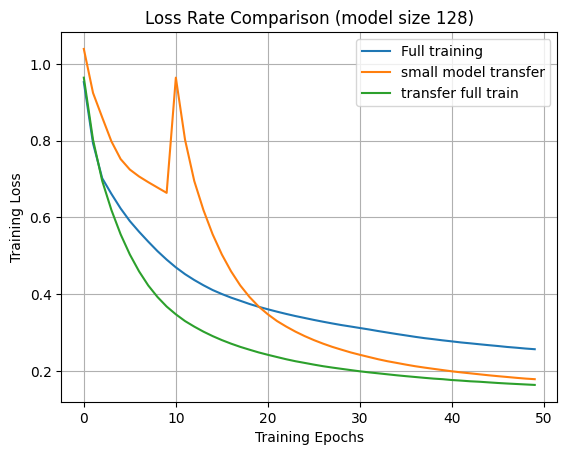 Loss Rate Comparison (model size 128)
Full training
small model transfer
transfer full train
Training Loss
1.0
0.8
0.6
0.4
0.2
0
10
20
30
40
50
Training Epochs